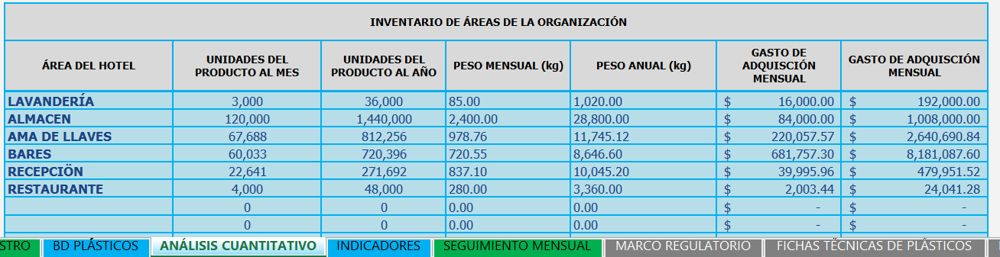 INVENTARIO DE ÁREAS DE LA ORGANIZACIÓN
ÁREA DEL HOTEL UNIDADES DEL PRODUCTO AL MES UNIDADES DEL PRODUCTO AL AÑO PESO MENSUAL (kg) PESO ANUAL (kg) GASTO DE ADQUISCIÓN MENSUAL GASTO DE ADQUISCIÓN MENSUAL
LAVANDERÍA 3,000 36,000 85.00 1,020.00 $ 16,000.00 $ 192,000.00
ALMACEN 120,000 1,440,000 2,400.00 28,800.00 $ 84,000.00 $ 1,008,000.00
AMA DE LLAVES 67,688 812,256 978.76 11,745.12 $ 220,057.57 $ 2,640,690.84
BARES 60,033 720,396 720.55 8,646.60 $ 681,757.30 $ 8,181,087.60
RECEPCIÖN 22,641 271,692 837.10 10,045.20 $ 39,995.96 $ 479,951.52
RESTAURANTE 4,000 48,000 280.00 3,360.00 $ 2,003.44 $ 24,041.28
0 0 0.00 0.00 $ - $ -
0 0 0.00 0.00 $ - $ -
STRO BD PLÁSTICOS ANÁLISIS CUANTITATIVO INDICADORES SEGUIMIENTO MENSUAL MARCO REGULATORIO FICHAS TÉCNICAS DE PLÁSTICOS